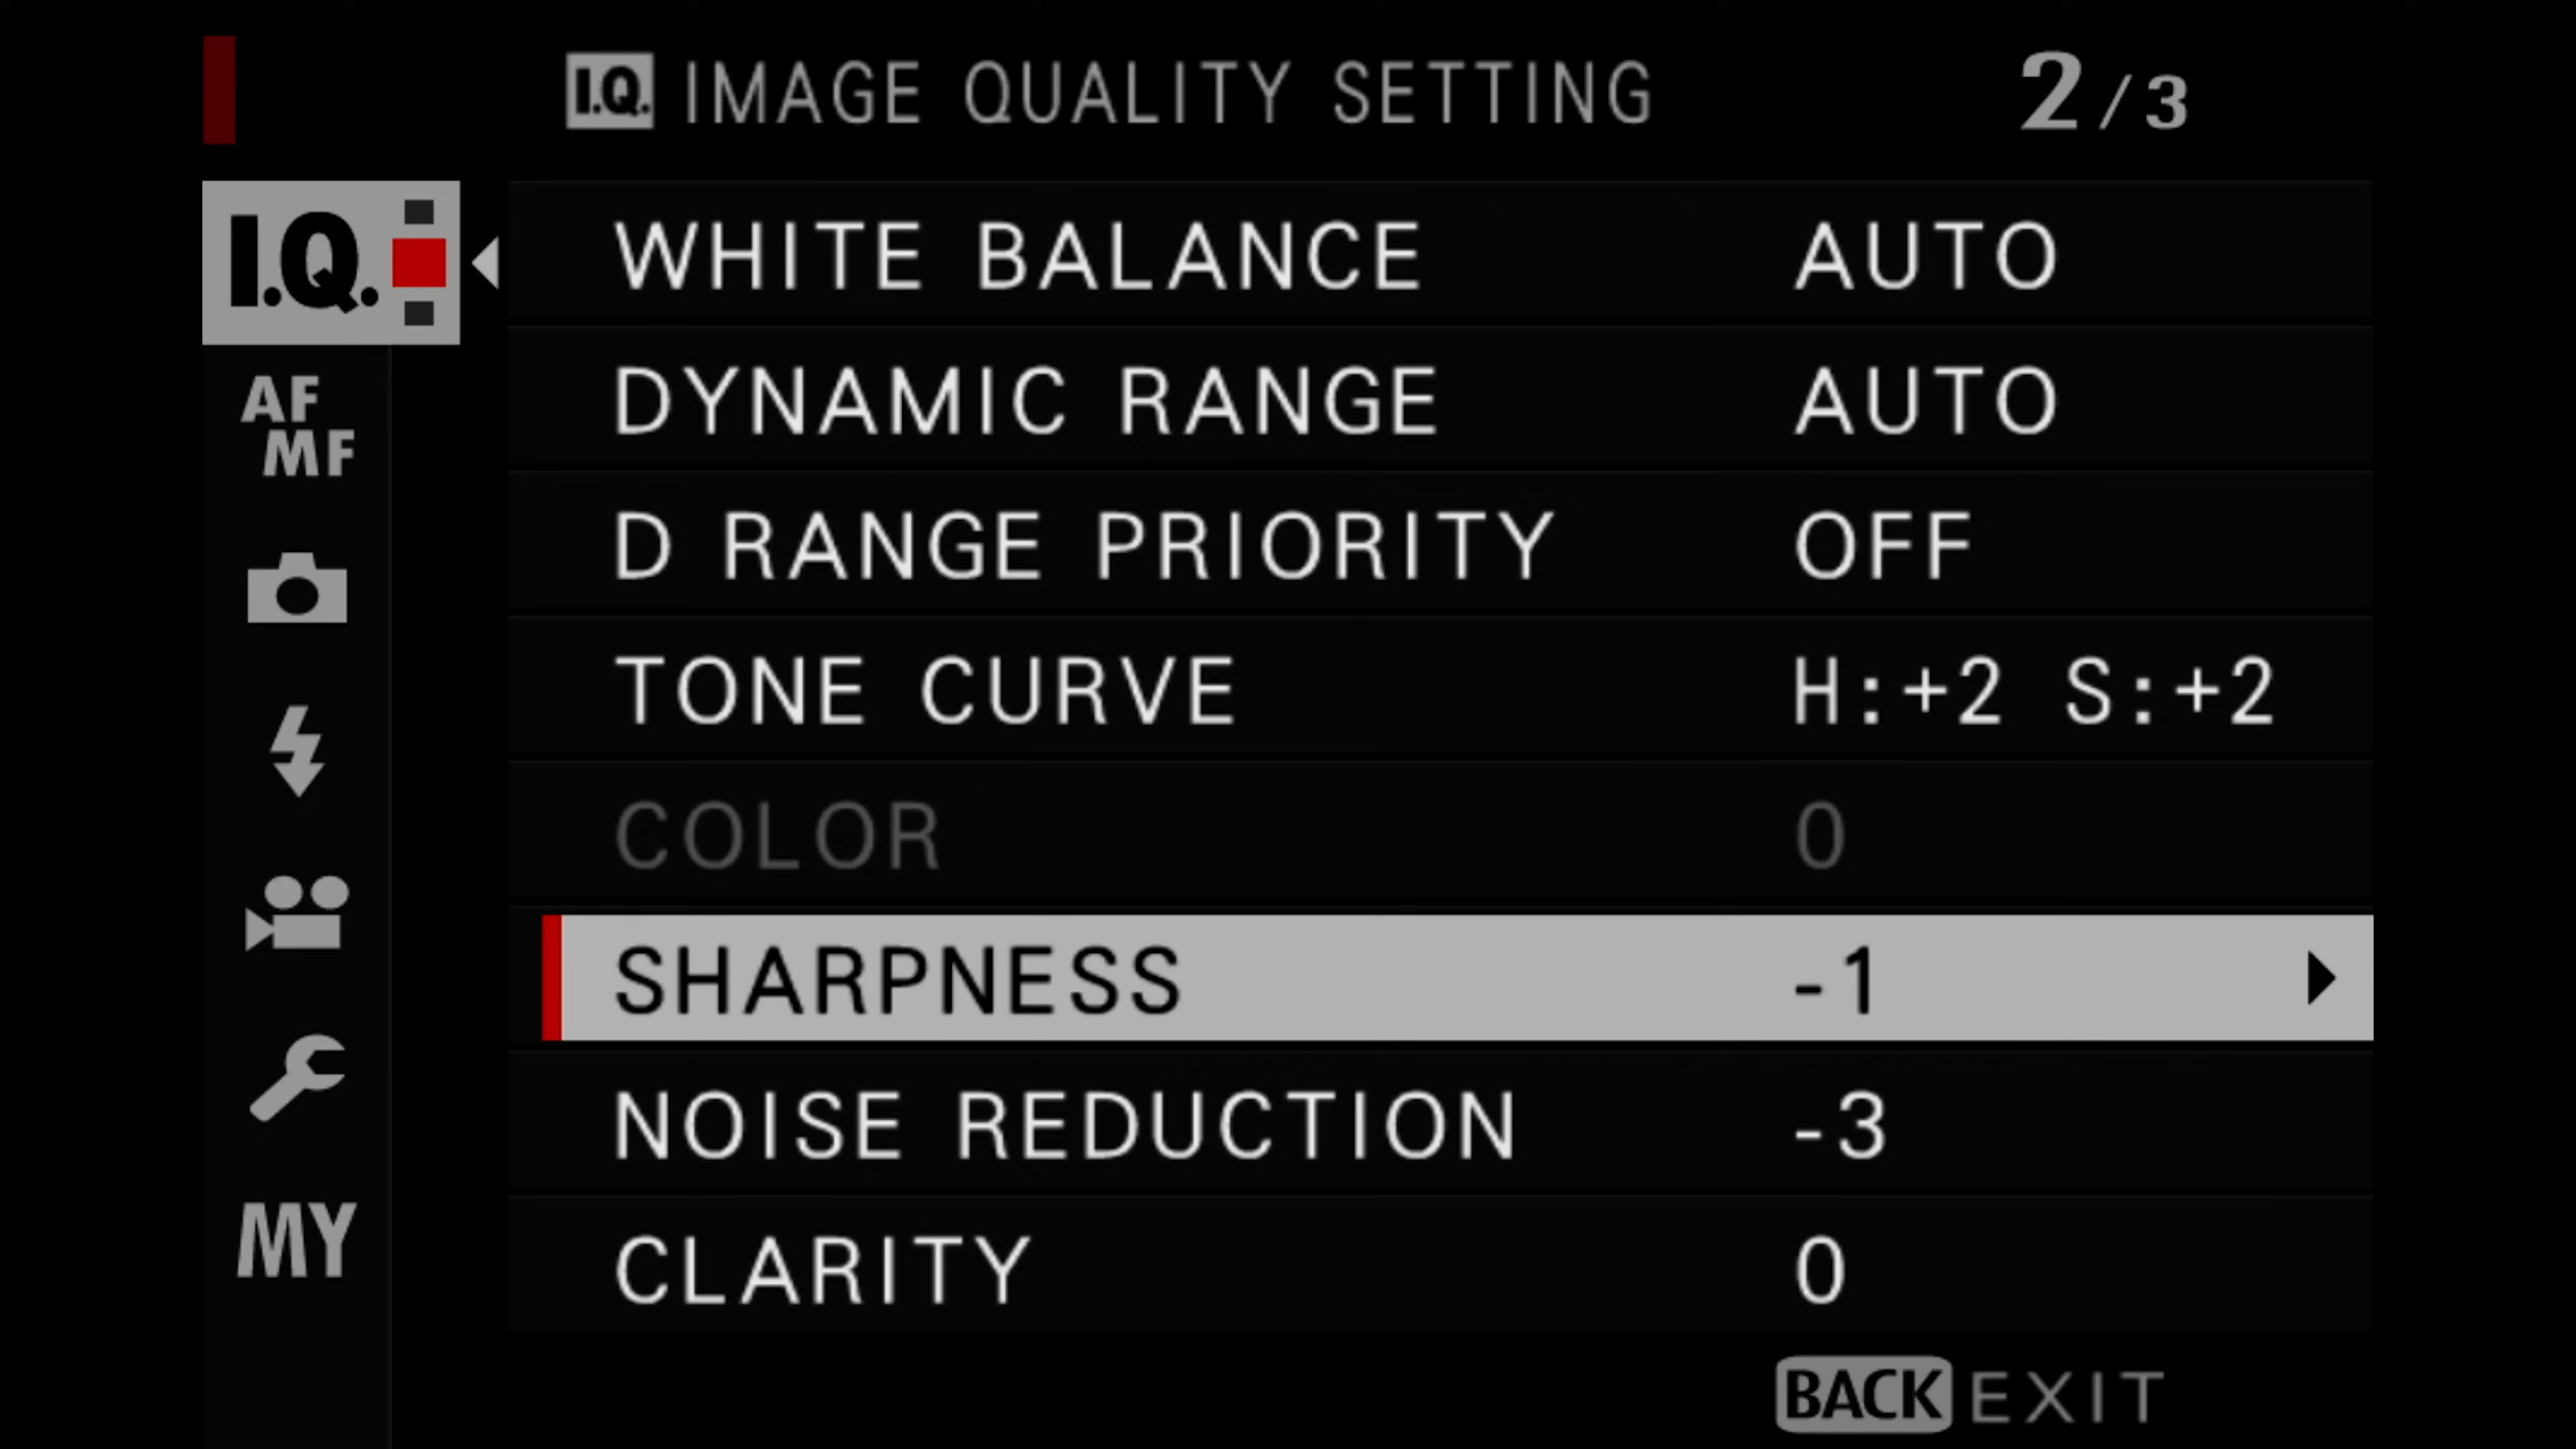 I.Q. IMAGE QUALITY SETTING 2/3
I.Q.
AF
MF
MY
WHITE BALANCE AUTO
DYNAMIC RANGE AUTO
D RANGE PRIORITY OFF
TONE CURVE H:+2 S:+2
COLOR 0
SHARPNESS -1
NOISE REDUCTION -3
CLARITY 0
BACK EXIT